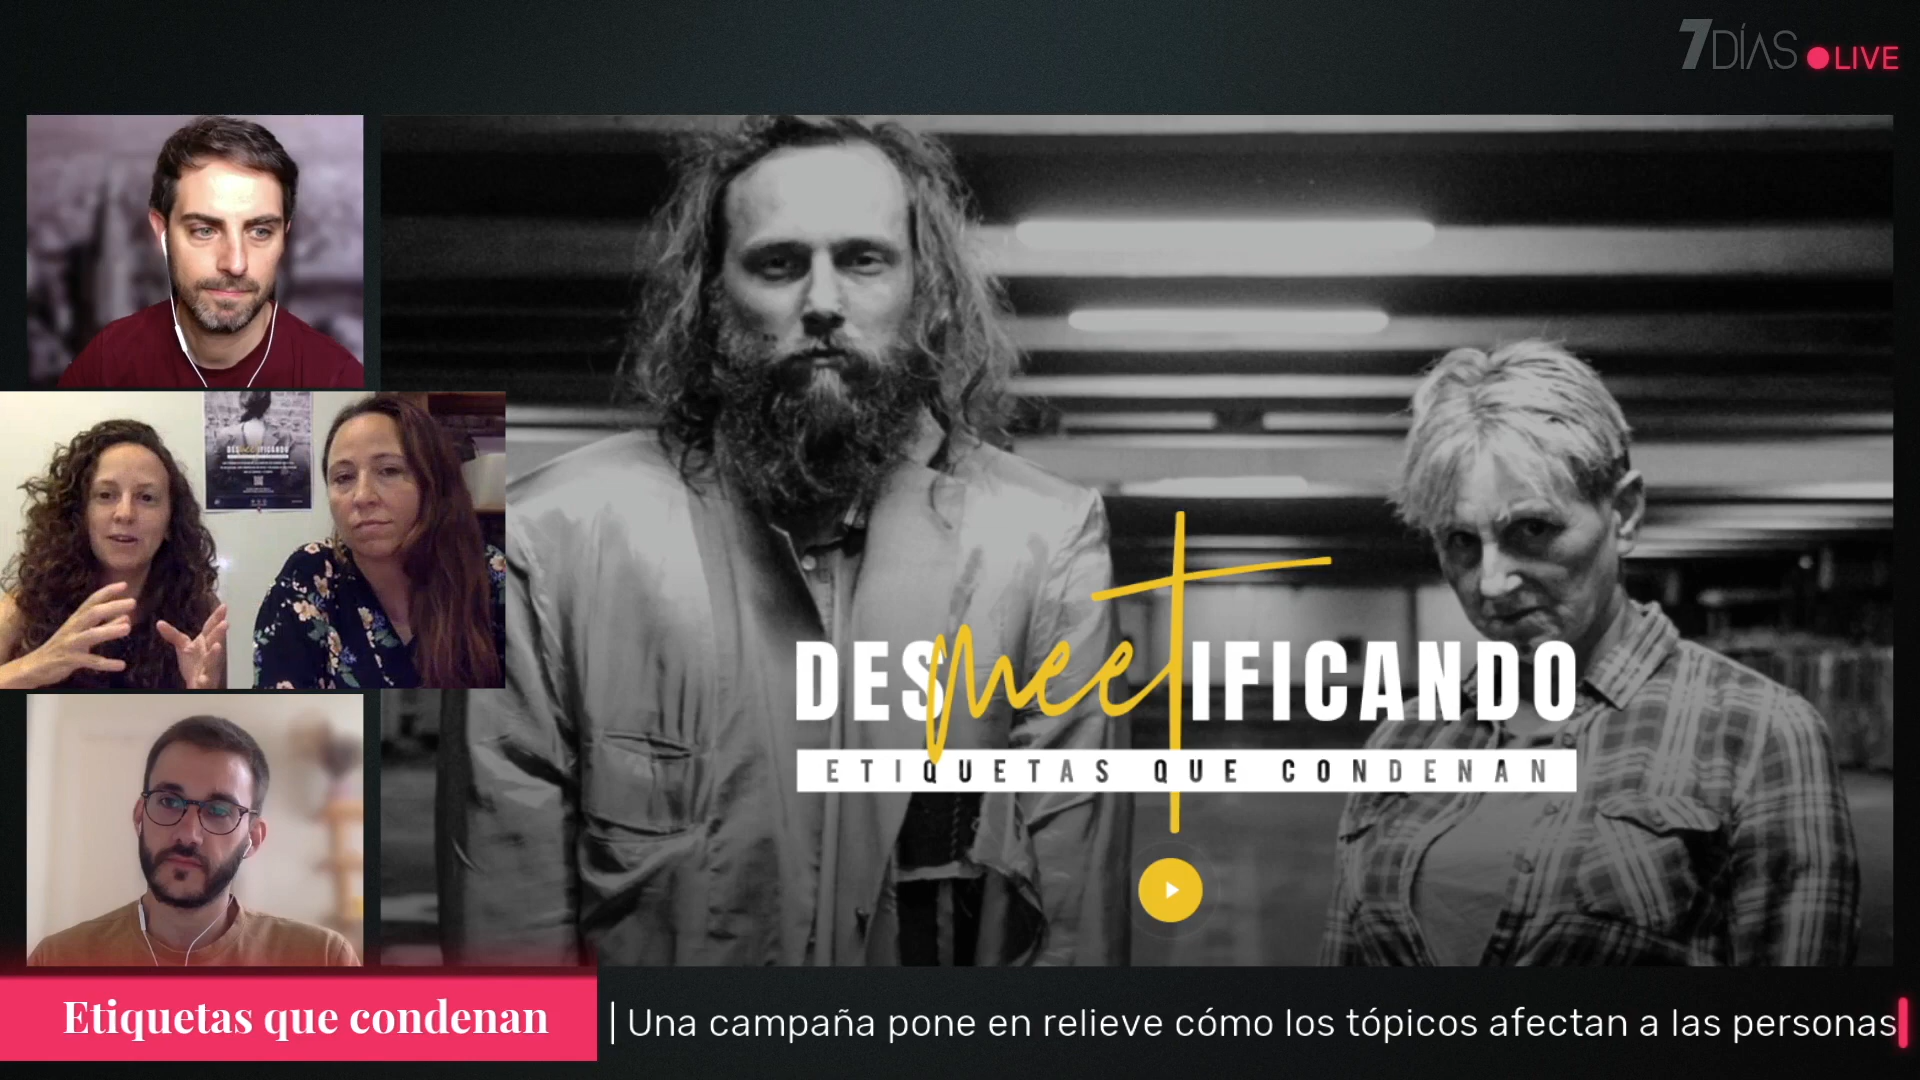 7DÍAS LIVE
DESmeetIFICANDO
ETIQUETAS QUE CONDENAN
DESmeetIFICANDO
Etiquetas que condenan
Una campaña pone en relieve cómo los tópicos afectan a las personas